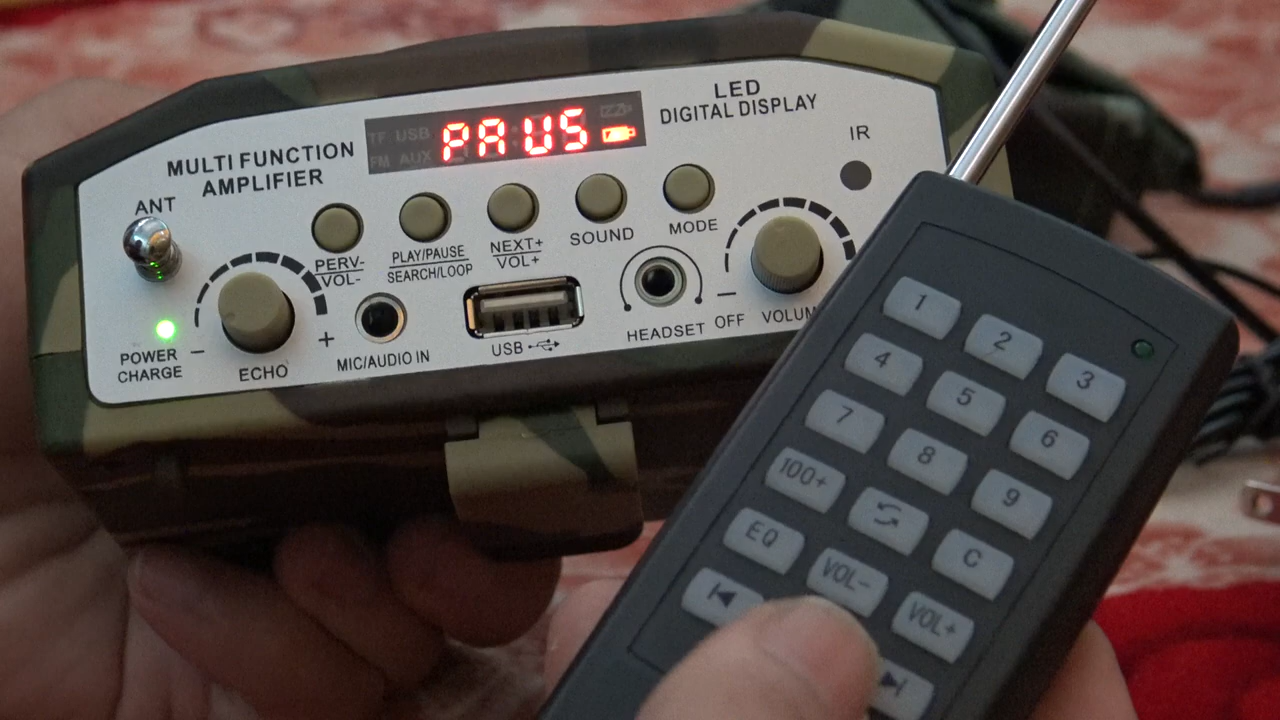 MULTI FUNCTION
AMPLIFIER
ANT
TF USB
FM AUX
PAUS
LED
DIGITAL DISPLAY
IR
PERV-
VOL-
PLAY/PAUSE
SEARCH/LOOP
NEXT+
VOL+
SOUND
MODE
POWER
CHARGE
-
ECHO
+
MIC/AUDIO IN
USB
HEADSET
-
OFF
VOLUM
1
2
3
4
5
6
7
8
9
100+
EQ
C
VOL-
VOL+